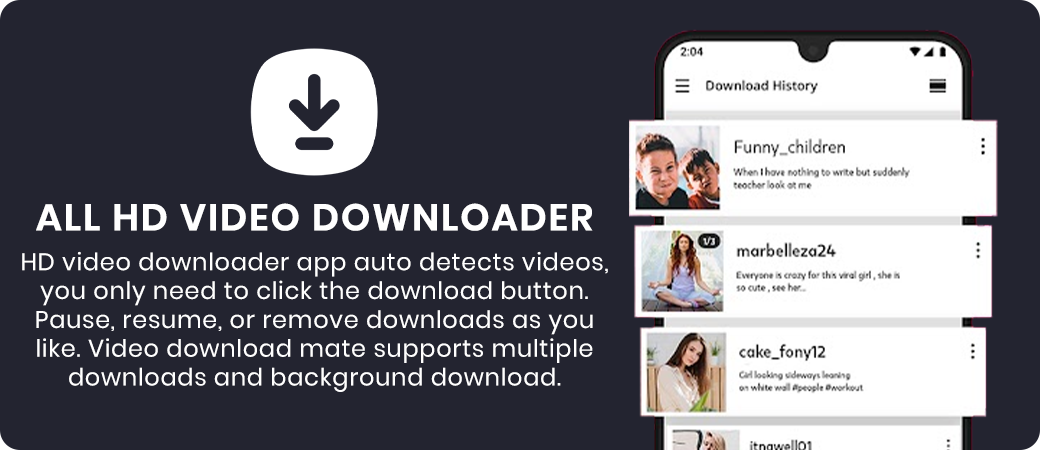 ALL HD VIDEO DOWNLOADER
HD video downloader app auto detects videos,
you only need to click the download button.
Pause, resume, or remove downloads as you
like. Video download mate supports multiple
downloads and background download.
2:04
Download History
Funny_children
When I have nothing to write but suddenly
teacher look at me
1/3
marbelleza24
Everyone is crazy for this viral girl , she is
so cute , see her...
cake_fony12
Girl looking sideways leaning
on white wall #people #workout
itnawell01